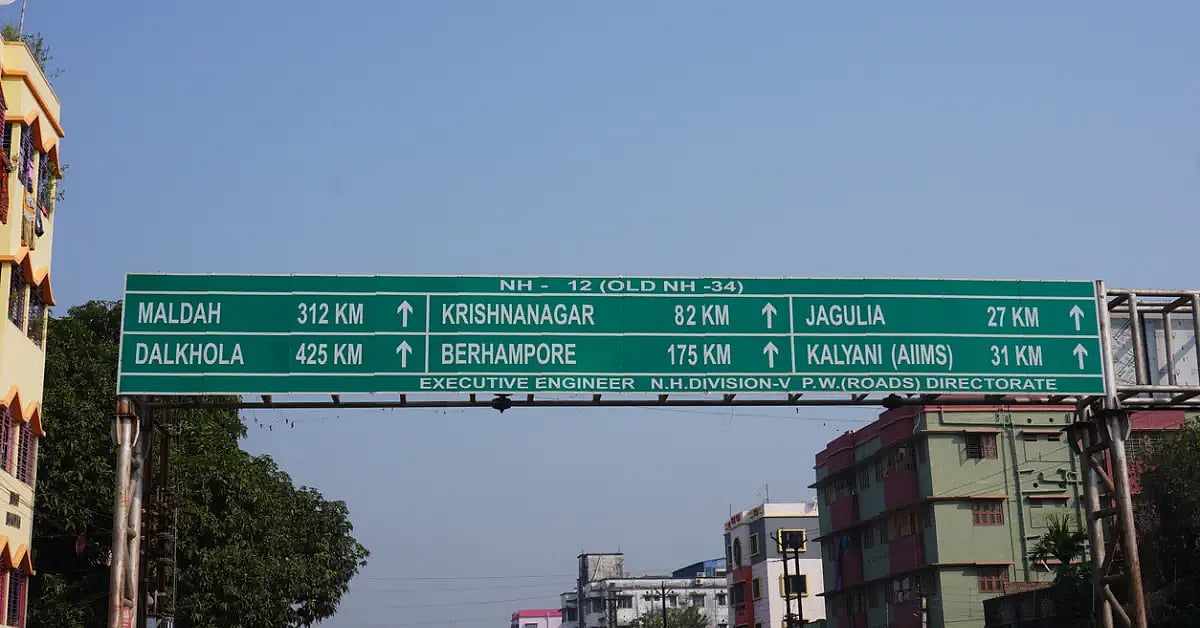 NH - 12 (OLD NH -34)
MALDAH 312 KM ↑ KRISHNANAGAR 82 KM ↑ JAGULIA 27 KM ↑
DALKHOLA 425 KM ↑ BERHAMPORE 175 KM ↑ KALYANI (AIIMS) 31 KM ↑
EXECUTIVE ENGINEER N.H.DIVISION-V P.W.(ROADS) DIRECTORATE